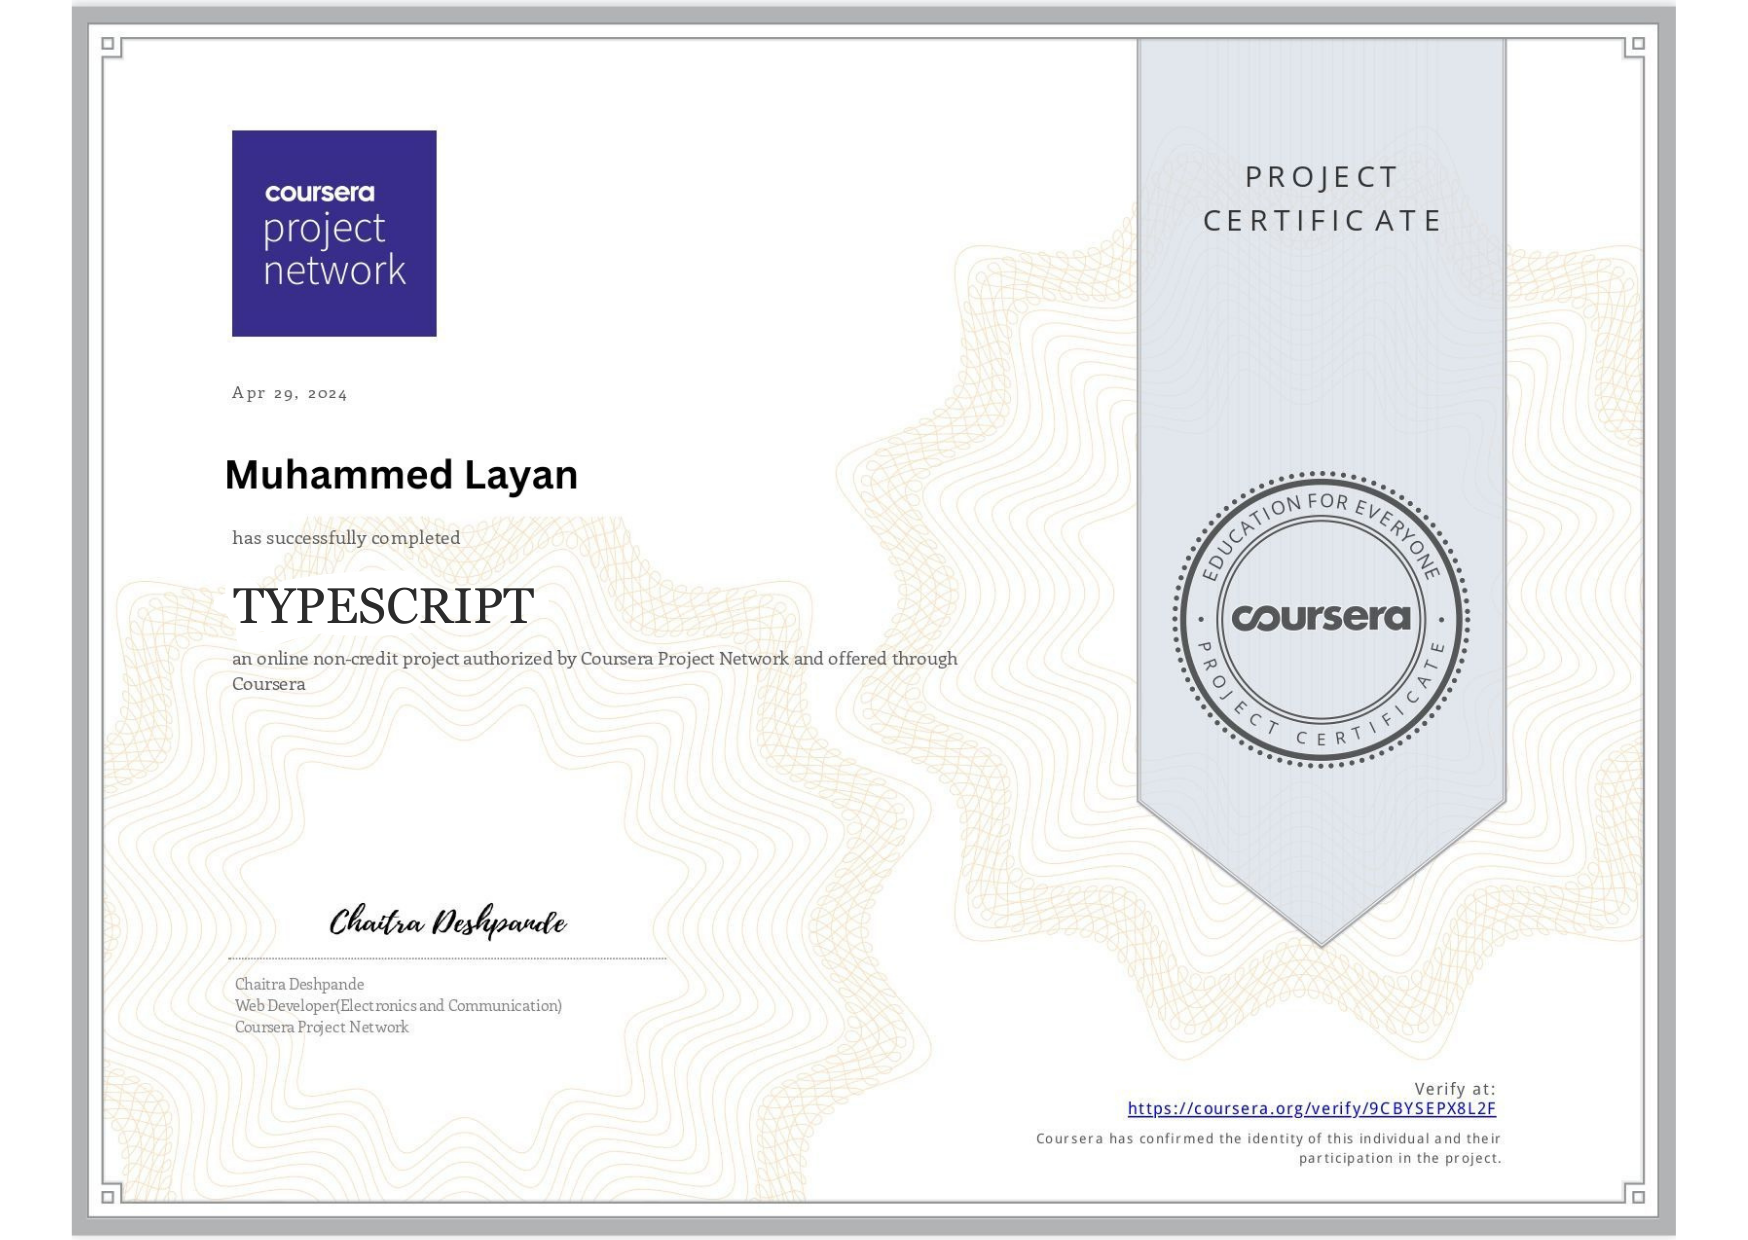 coursera
project
network
PROJECT
CERTIFICATE
Apr 29, 2024
Muhammed Layan
has successfully completed
TYPESCRIPT
an online non-credit project authorized by Coursera Project Network and offered through
Coursera
EDUCATION FOR EVERYONE
coursera
PROJECT CERTIFICATE
Chaitra Deshpande
Chaitra Deshpande
Web Developer(Electronics and Communication)
Coursera Project Network
Verify at:
https://coursera.org/verify/9CBYSEPX8L2F
Coursera has confirmed the identity of this individual and their
participation in the project.